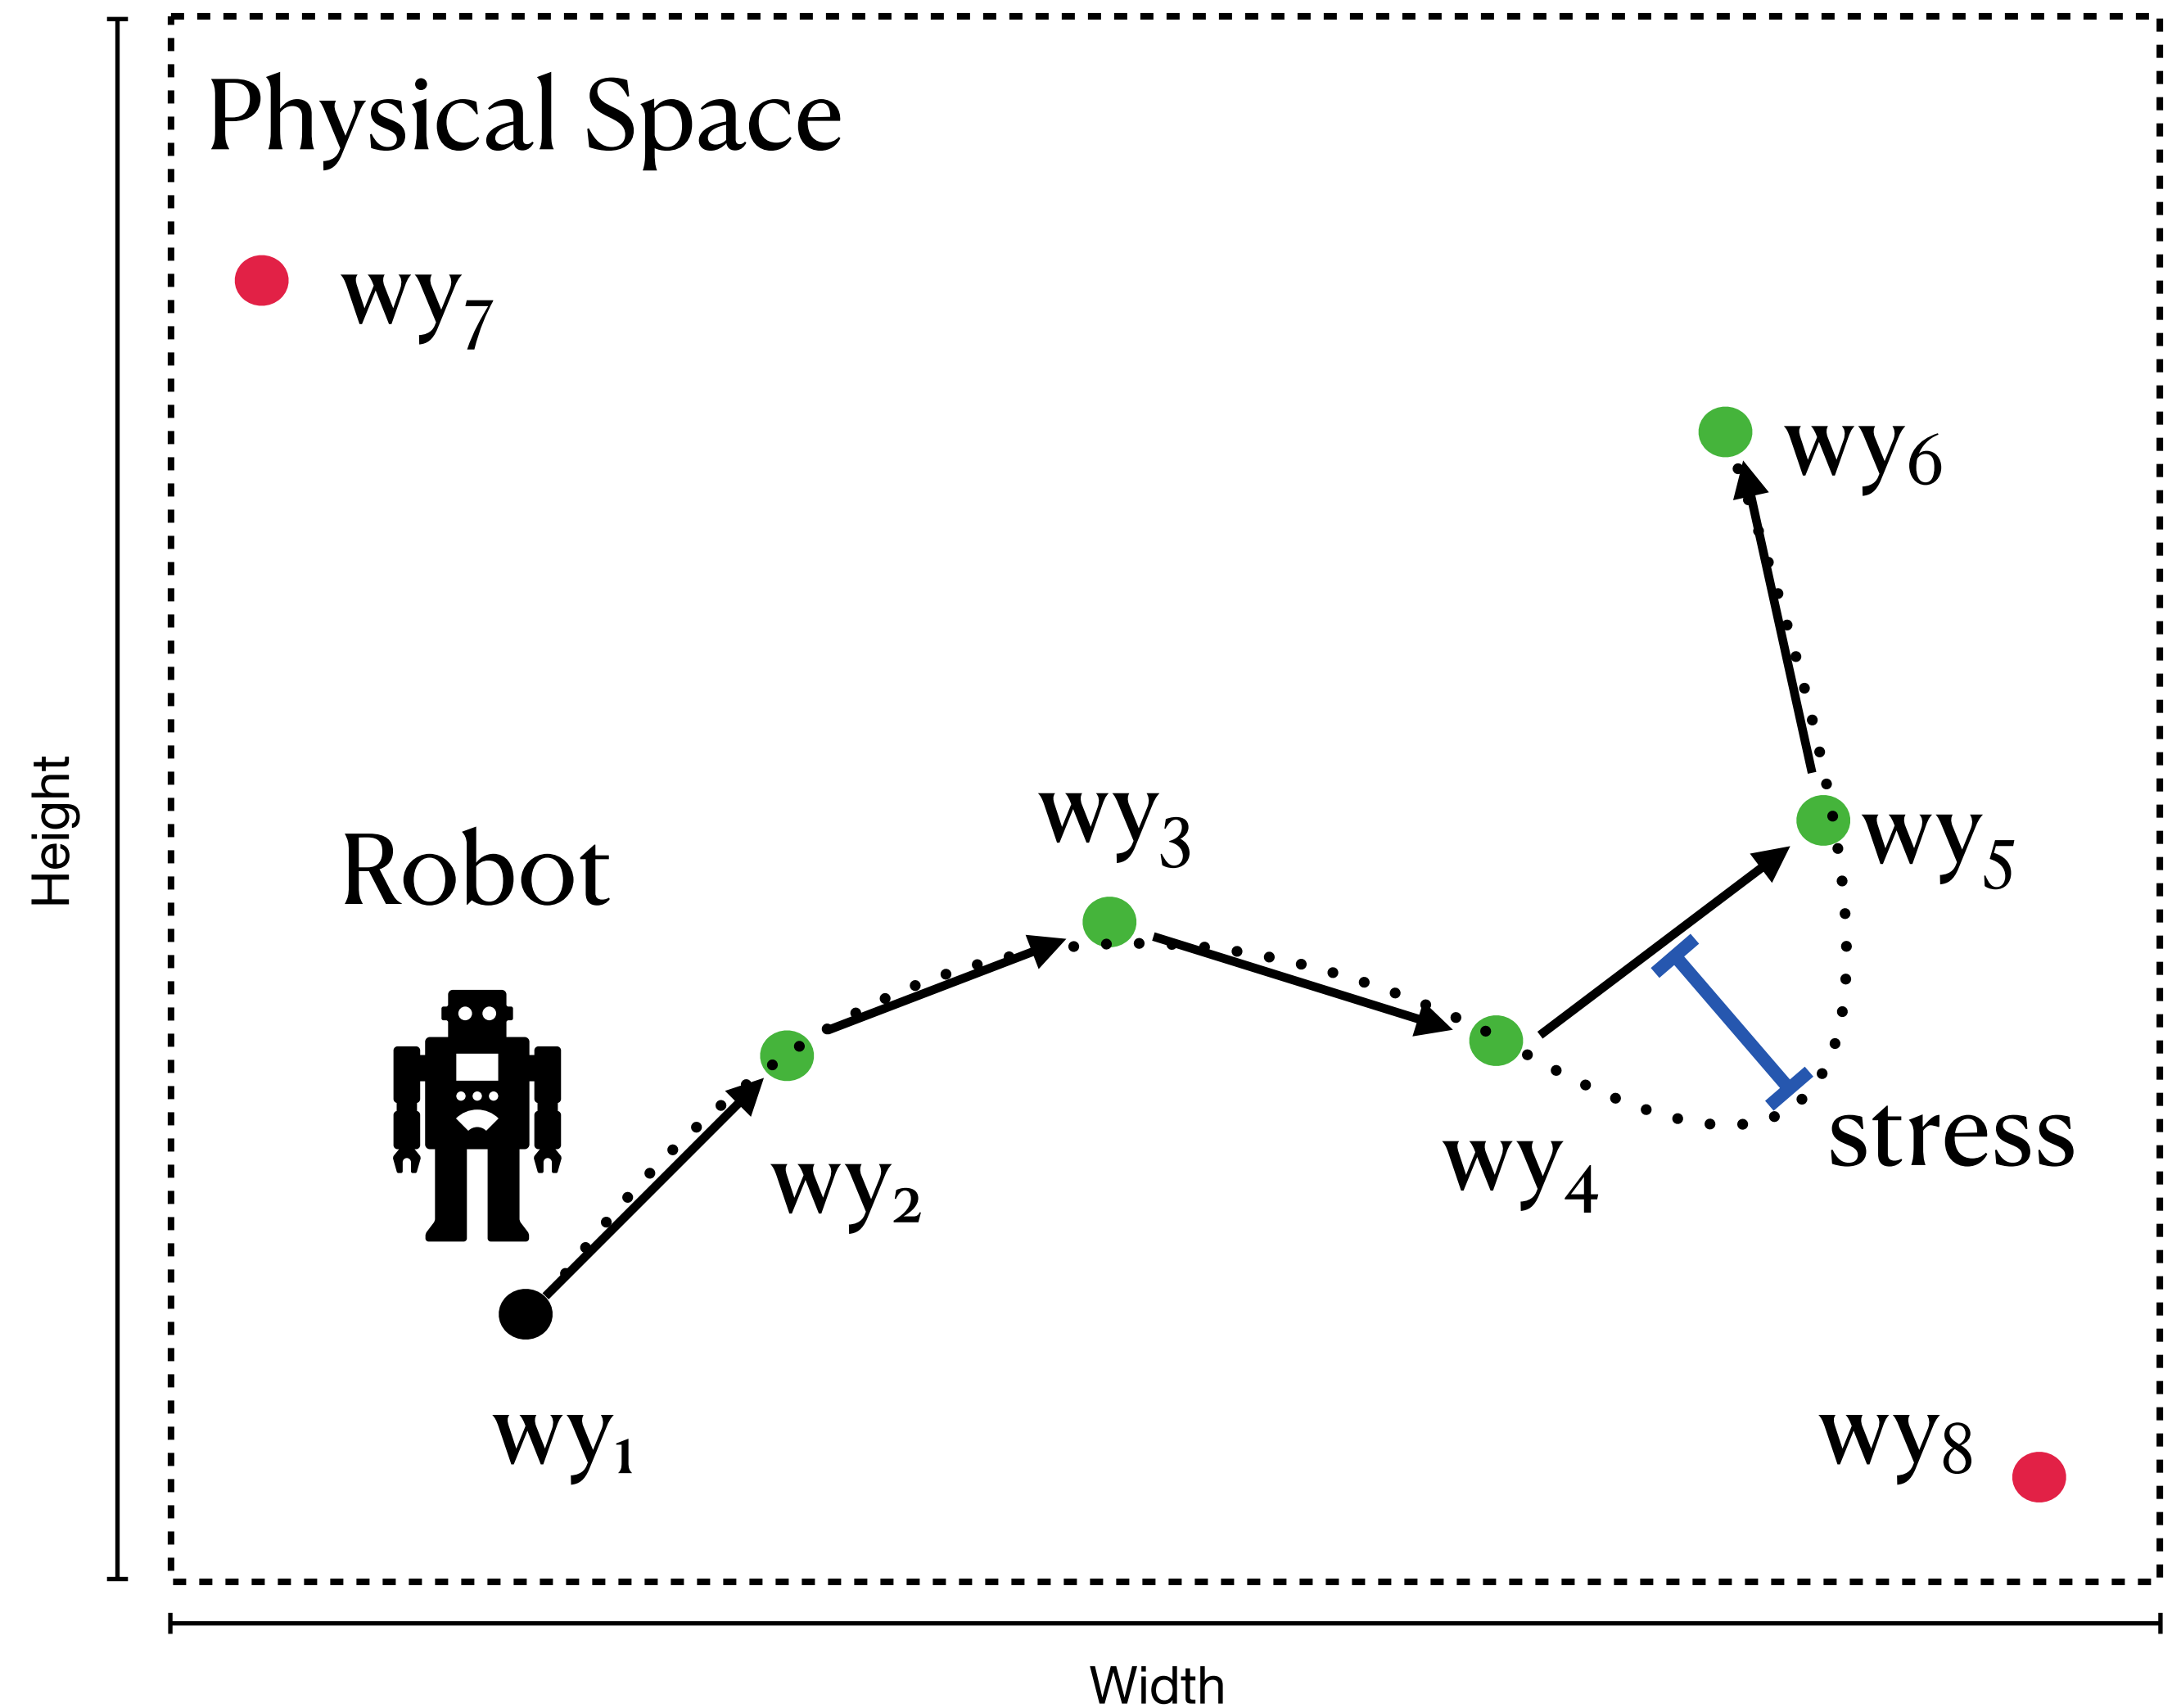 Physical Space
wy7
wy6
Height
wy3
Robot
wy5
wy2
wy4
stress
wy1
wy8
Width